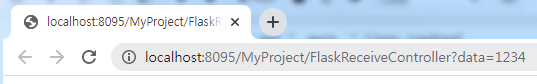 localhost:8095/MyProject/FlaskR
localhost:8095/MyProject/FlaskReceiveController?data=1234